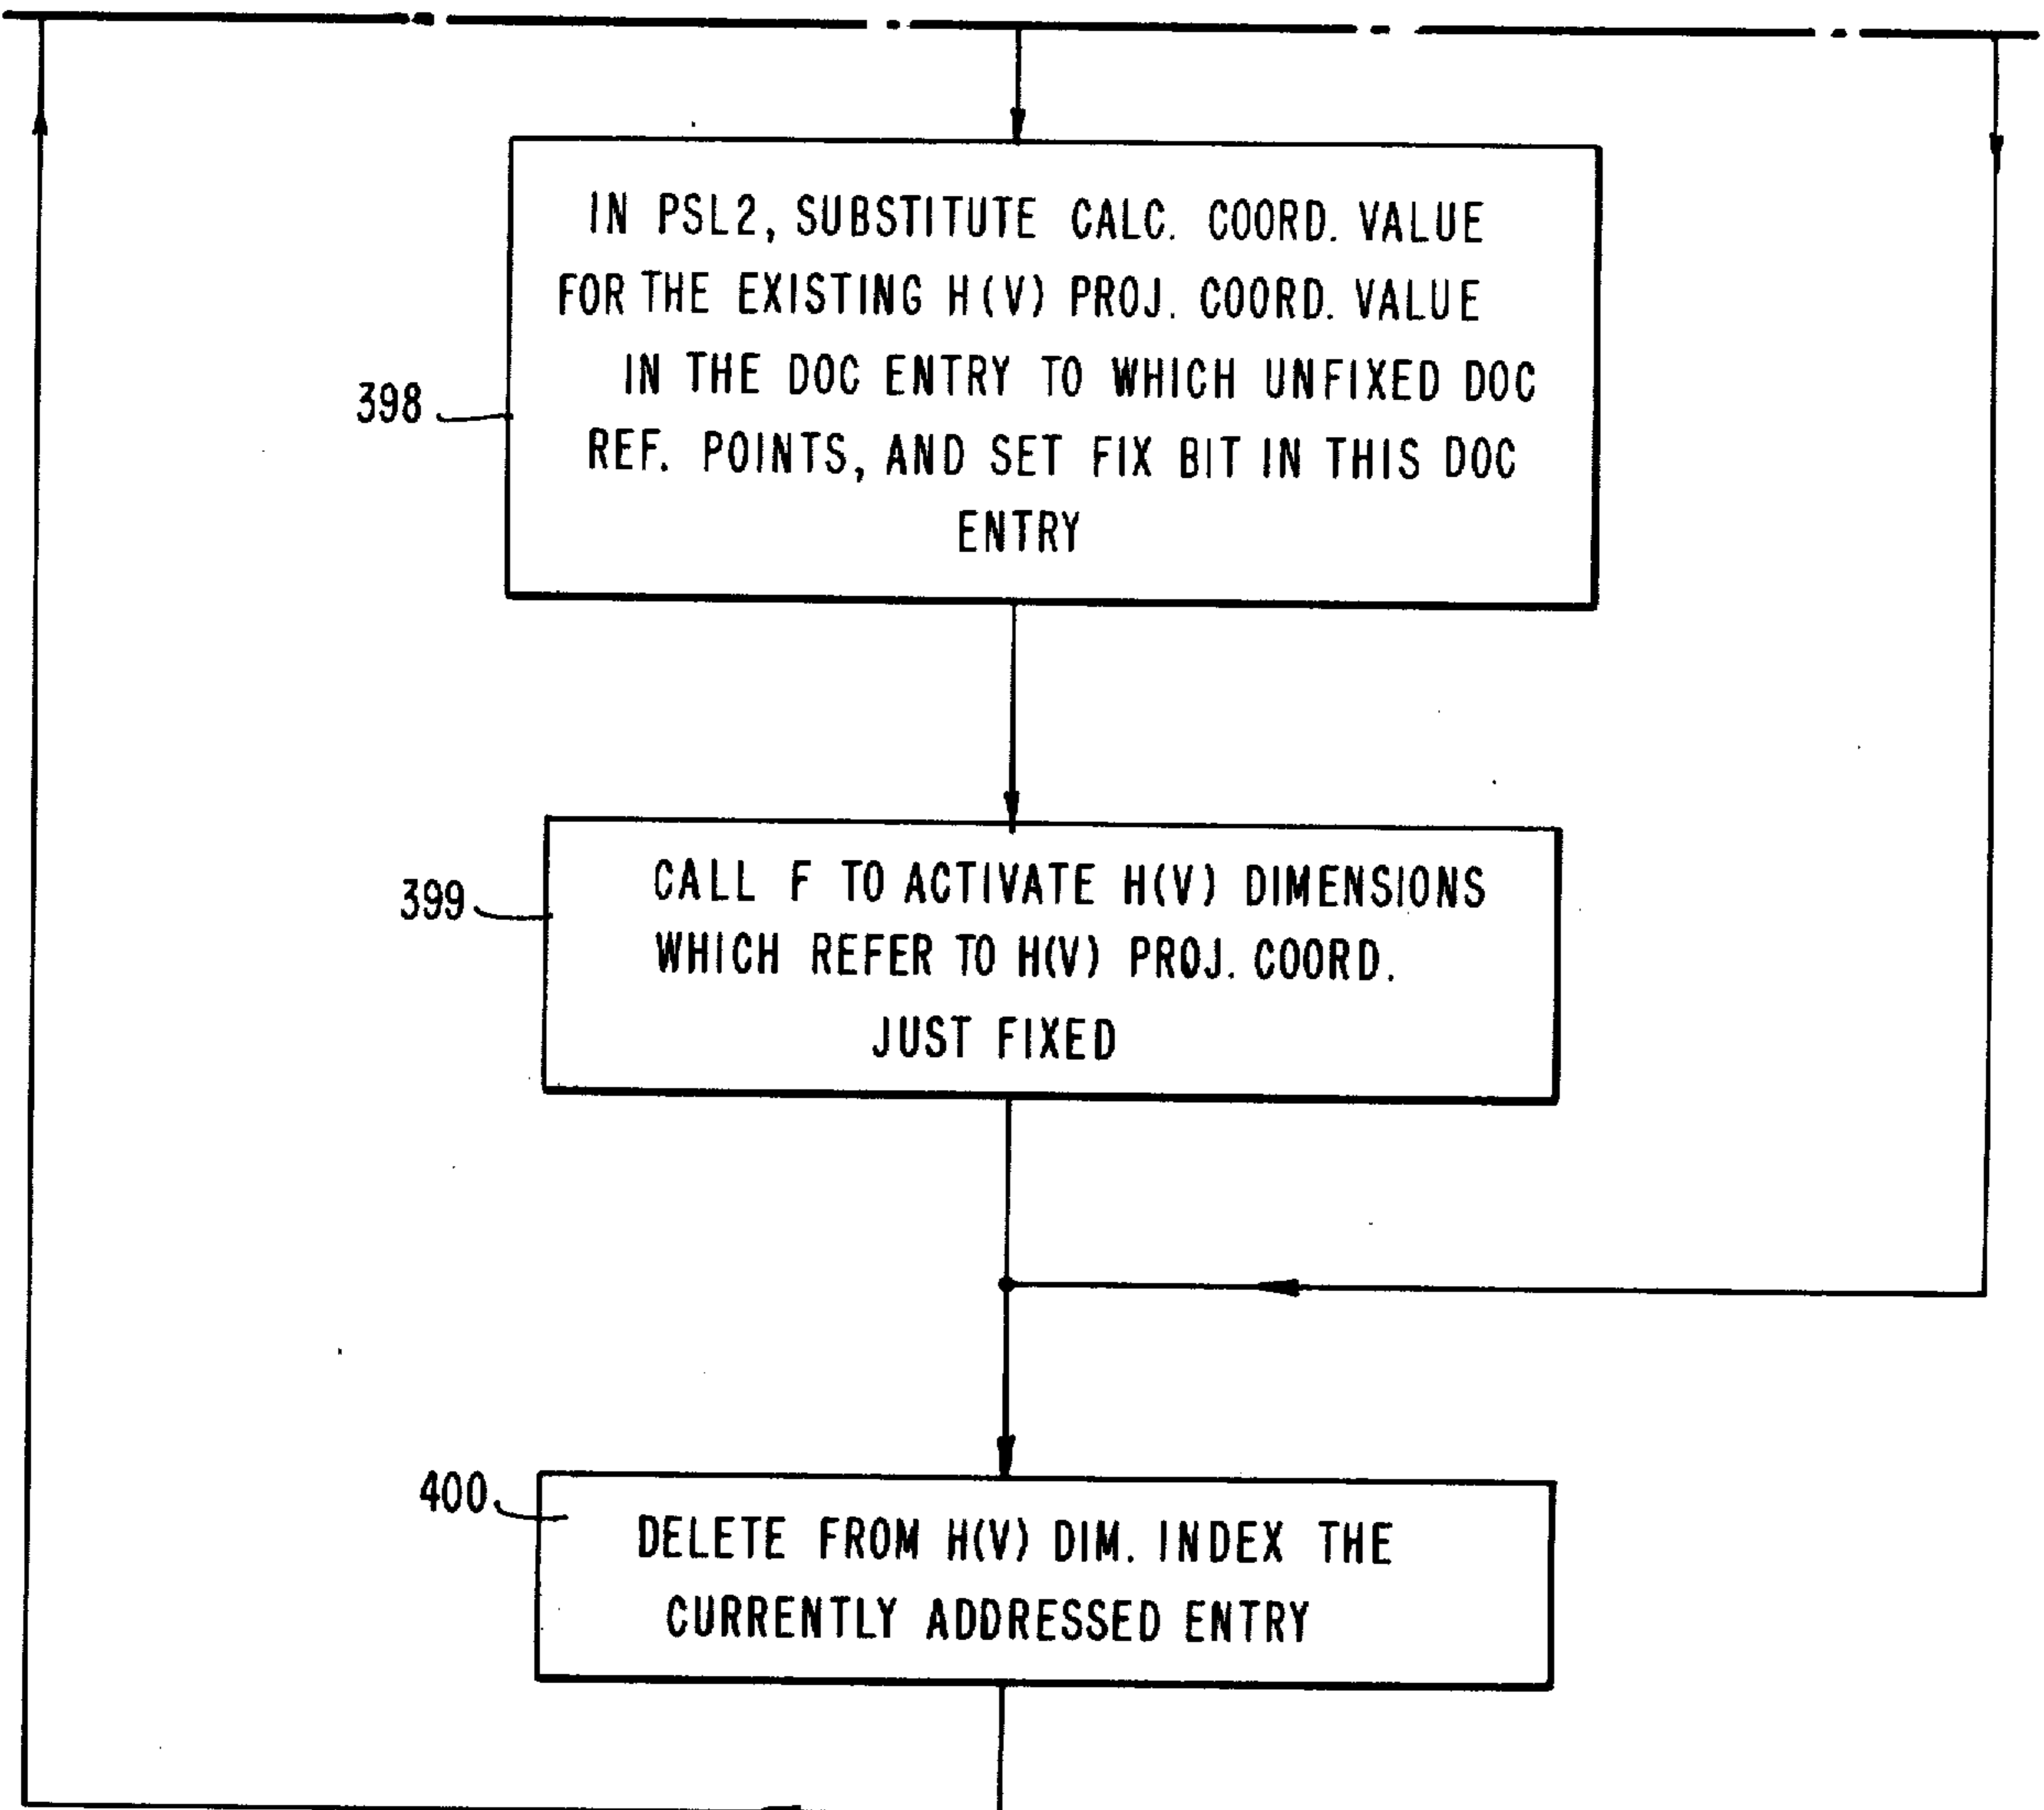 IN PSL2, SUBSTITUTE CALC. COORD. VALUE
FOR THE EXISTING H(V) PROJ. COORD. VALUE
IN THE DOC ENTRY TO WHICH UNFIXED DOC
398
REF. POINTS, AND SET FIX BIT IN THIS DOC
ENTRY
CALL F TO ACTIVATE H(V) DIMENSIONS
399
WHICH REFER TO H(V) PROJ. COORD.
JUST FIXED
400
DELETE FROM H(V) DIM. INDEX THE
CURRENTLY ADDRESSED ENTRY